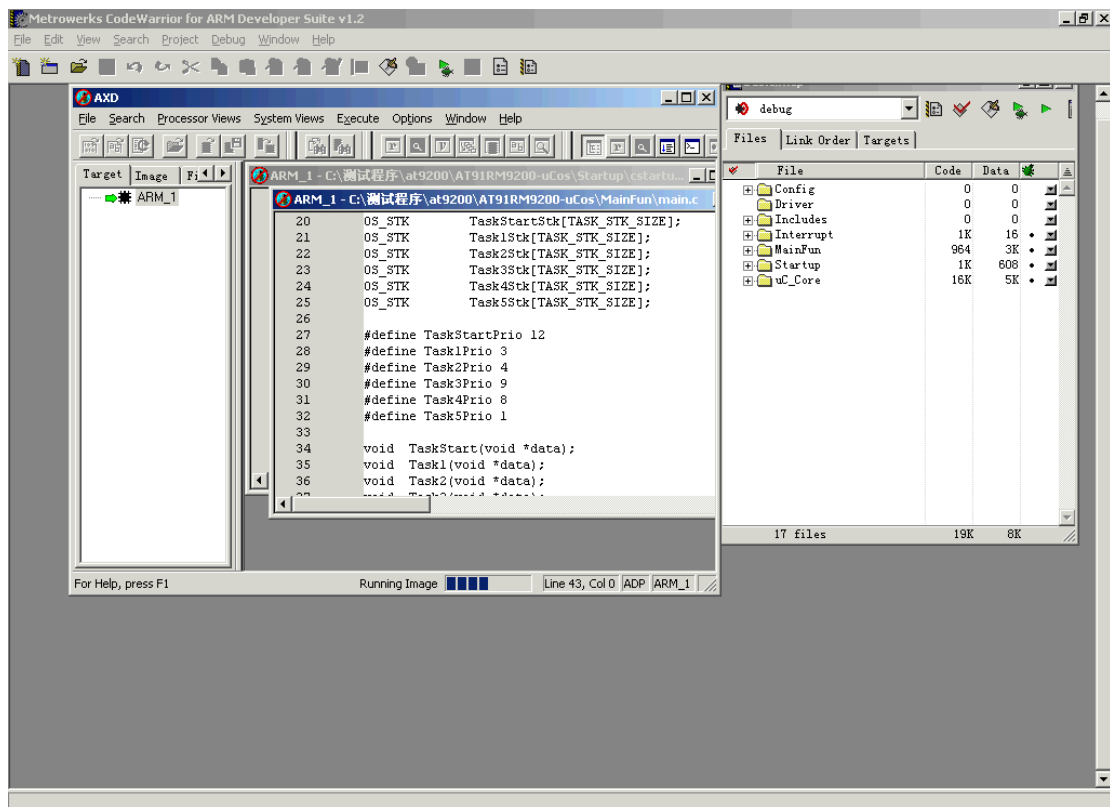 Metrowerks CodeWarrior for ARM Developer Suite v1.2
File Edit View Search Project Debug Window Help
AXD
File Search Processor Views System Views Execute Options Window Help
Target Image Fi
ARM_1
ARM_1 - C:\测试程序\at9200\AT91RM9200-uCos\Startup\cstartu...
ARM_1 - C:\测试程序\at9200\AT91RM9200-uCos\MainFun\main.c
20 OS_STK TaskStartStk[TASK_STK_SIZE];
21 OS_STK Task1Stk[TASK_STK_SIZE];
22 OS_STK Task2Stk[TASK_STK_SIZE];
23 OS_STK Task3Stk[TASK_STK_SIZE];
24 OS_STK Task4Stk[TASK_STK_SIZE];
25 OS_STK Task5Stk[TASK_STK_SIZE];
26
27 #define TaskStartPrio 12
28 #define Task1Prio 3
29 #define Task2Prio 4
30 #define Task3Prio 9
31 #define Task4Prio 8
32 #define Task5Prio 1
33
34 void TaskStart(void *data);
35 void Task1(void *data);
36 void Task2(void *data);
For Help, press F1 Running Image Line 43, Col 0 ADP ARM_1
debug
Files Link Order Targets
File Code Data
Config 0 0
Driver 0 0
Includes 0 0
Interrupt 1K 16
MainFun 964 3K
Startup 1K 608
uC_Core 16K 5K
17 files 19K 8K